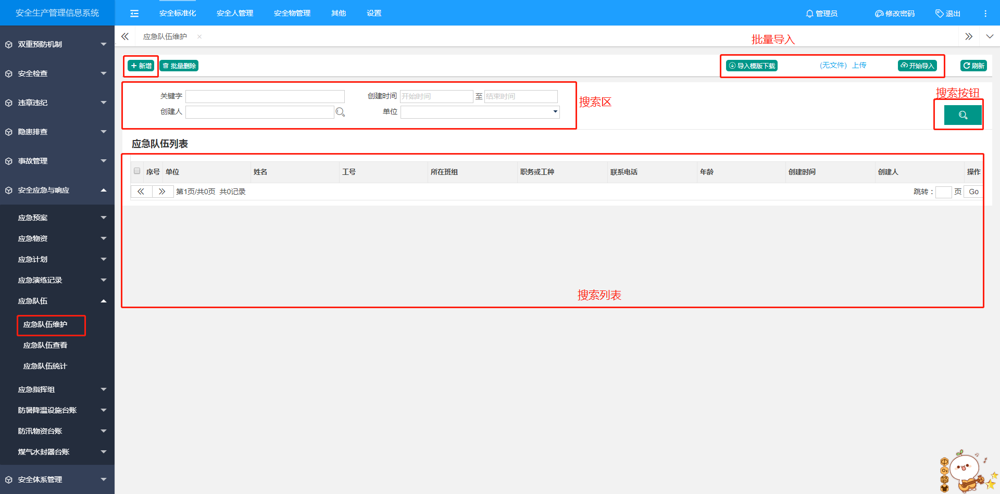 安全生产管理信息系统
安全标准化 安全人管理 安全物管理 其他 设置
管理员 修改密码 退出
应急队伍维护
批量导入
新增 批量删除
导入模版下载 (无文件) 上传 开始导入 刷新
关键字 创建时间 开始时间 至 结束时间
创建人 单位
搜索区
搜索按钮
应急队伍列表
序号 单位 姓名 工号 所在班组 职务或工种 联系电话 年龄 创建时间 创建人 操作
第1页/共0页 共0记录
跳转： 页 Go
搜索列表
双重预防机制
安全检查
违章违纪
隐患排查
事故管理
安全应急与响应
应急预案
应急物资
应急计划
应急演练记录
应急队伍
应急队伍维护
应急队伍查看
应急队伍统计
应急指挥组
防暑降温设施台账
防汛物资台账
煤气水封器台账
安全体系管理
中
简